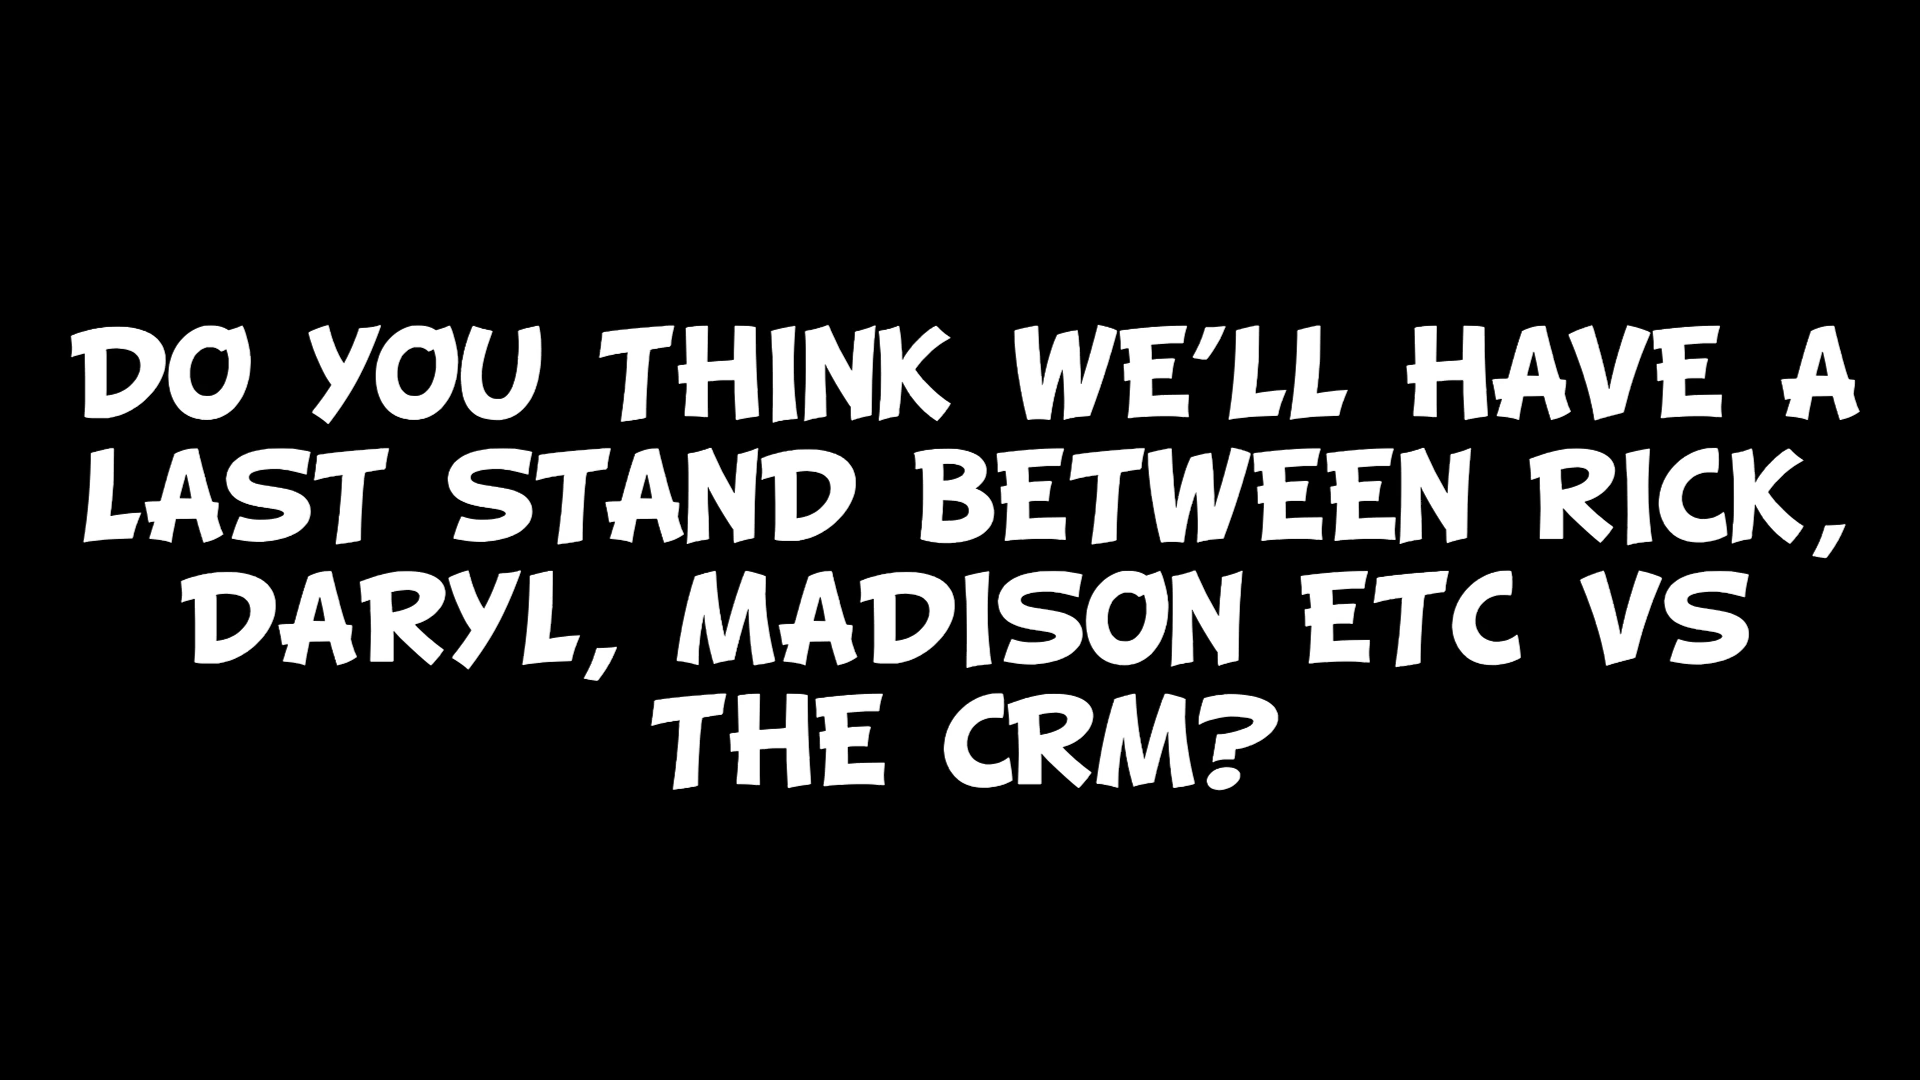 DO YOU THINK WE'LL HAVE A
LAST STAND BETWEEN RICK,
DARYL, MADISON ETC VS
THE CRM?